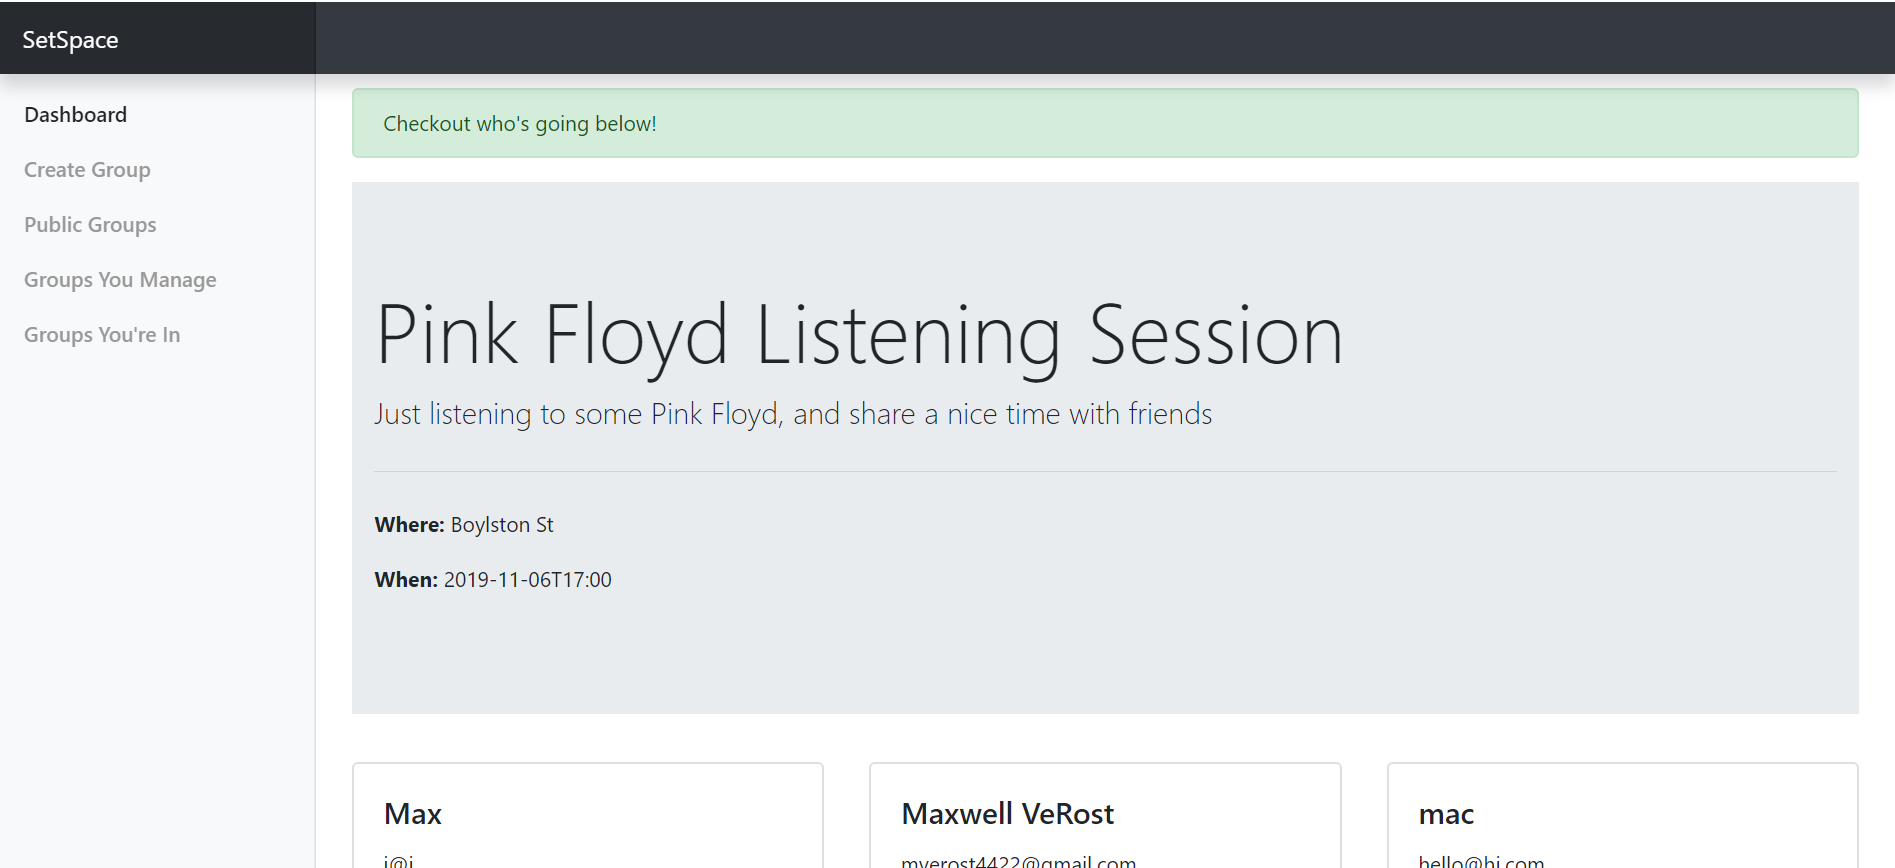 SetSpace
Dashboard
Create Group
Public Groups
Groups You Manage
Groups You're In
Checkout who's going below!
Pink Floyd Listening Session
Just listening to some Pink Floyd, and share a nice time with friends
Where: Boylston St
When: 2019-11-06T17:00
Max
Maxwell VeRost
mac
mverost4422@gmail.com
hello@hi.com